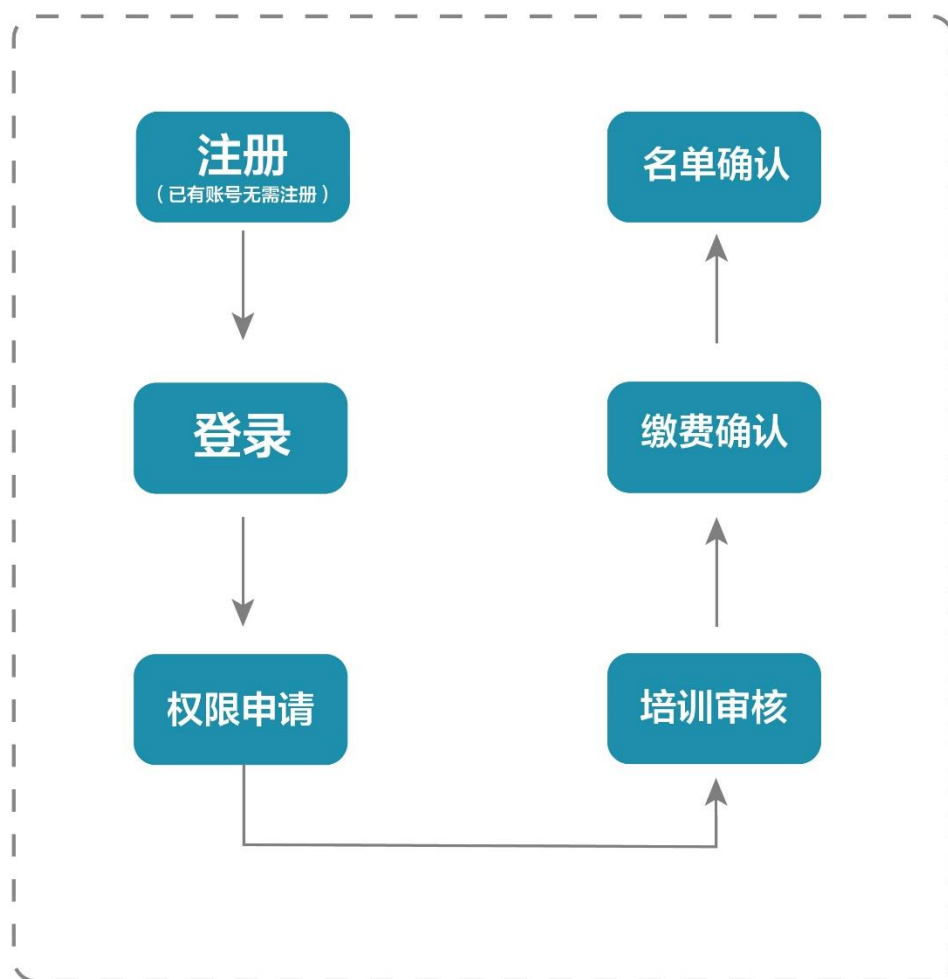 注册
（已有账号无需注册）
登录
权限申请
培训审核
缴费确认
名单确认